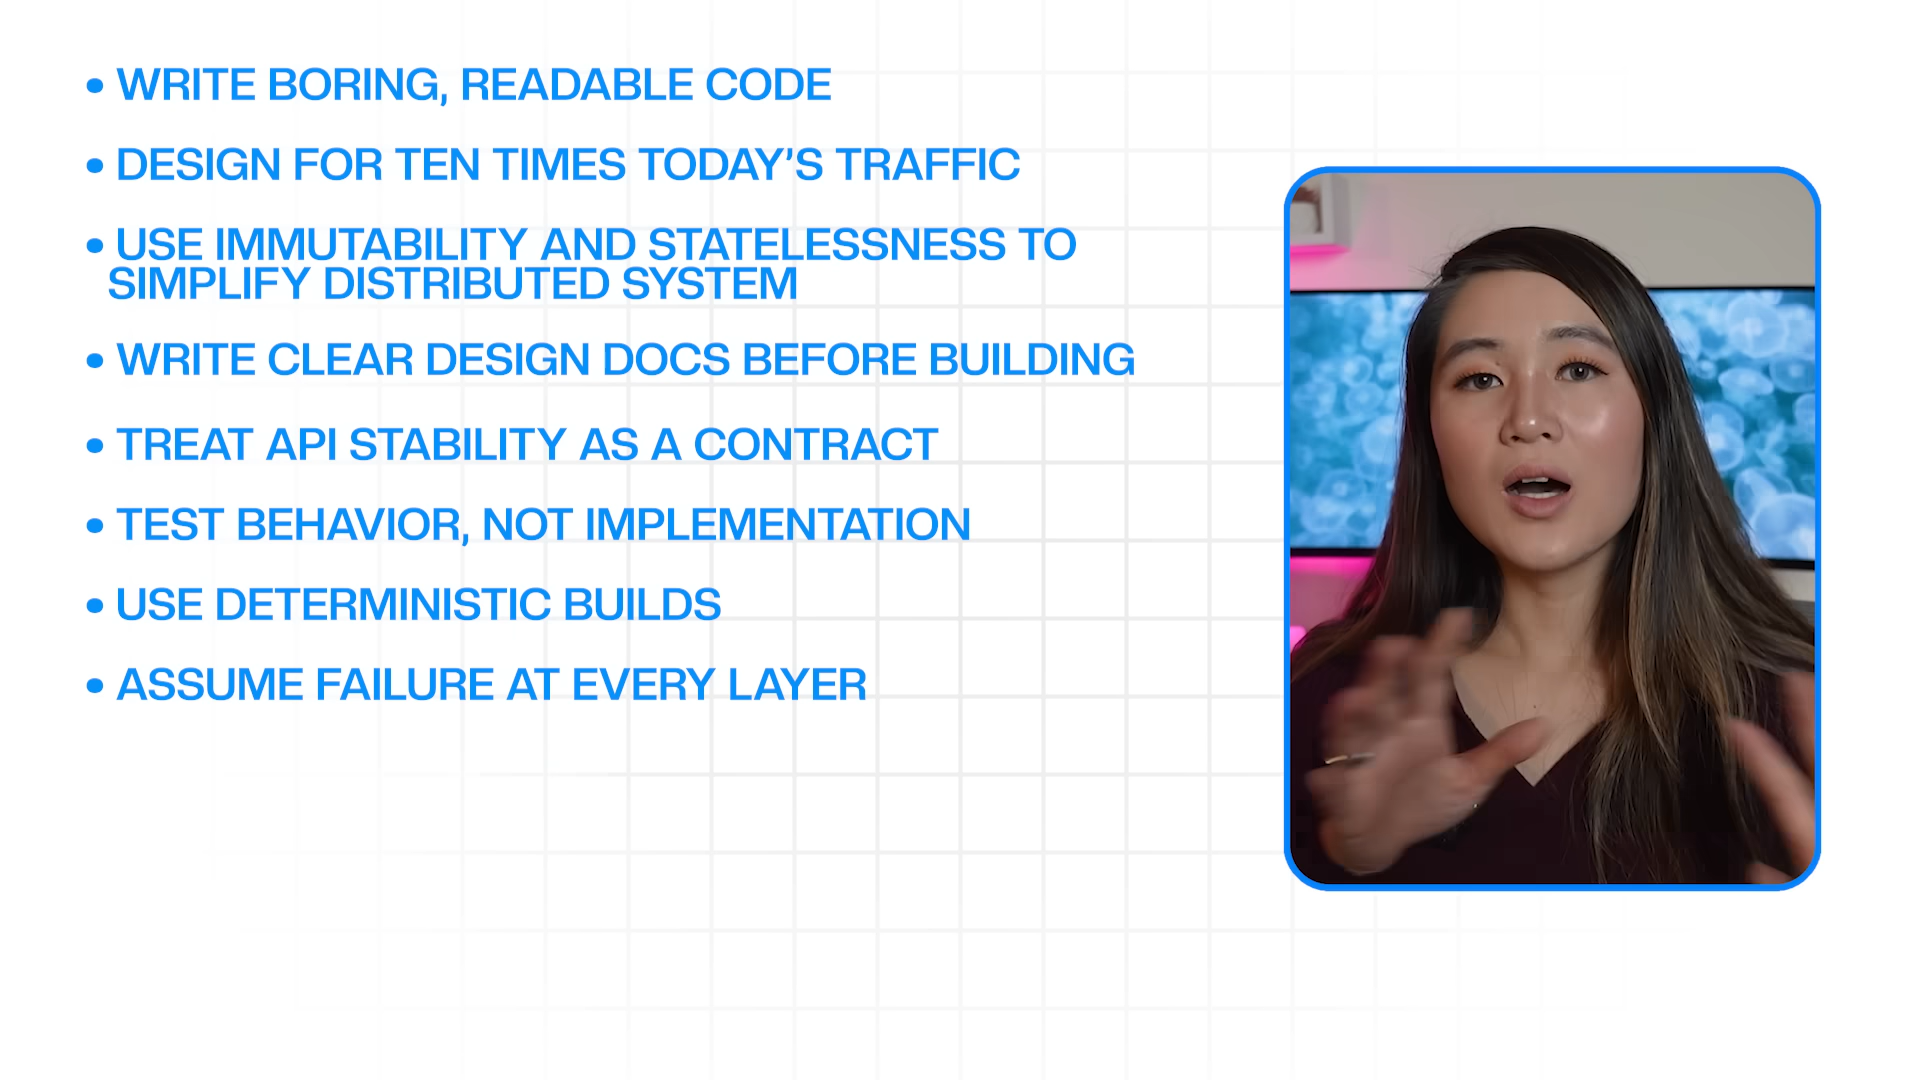 • WRITE BORING, READABLE CODE
• DESIGN FOR TEN TIMES TODAY’S TRAFFIC
• USE IMMUTABILITY AND STATELESSNESS TO
SIMPLIFY DISTRIBUTED SYSTEM
• WRITE CLEAR DESIGN DOCS BEFORE BUILDING
• TREAT API STABILITY AS A CONTRACT
• TEST BEHAVIOR, NOT IMPLEMENTATION
• USE DETERMINISTIC BUILDS
• ASSUME FAILURE AT EVERY LAYER